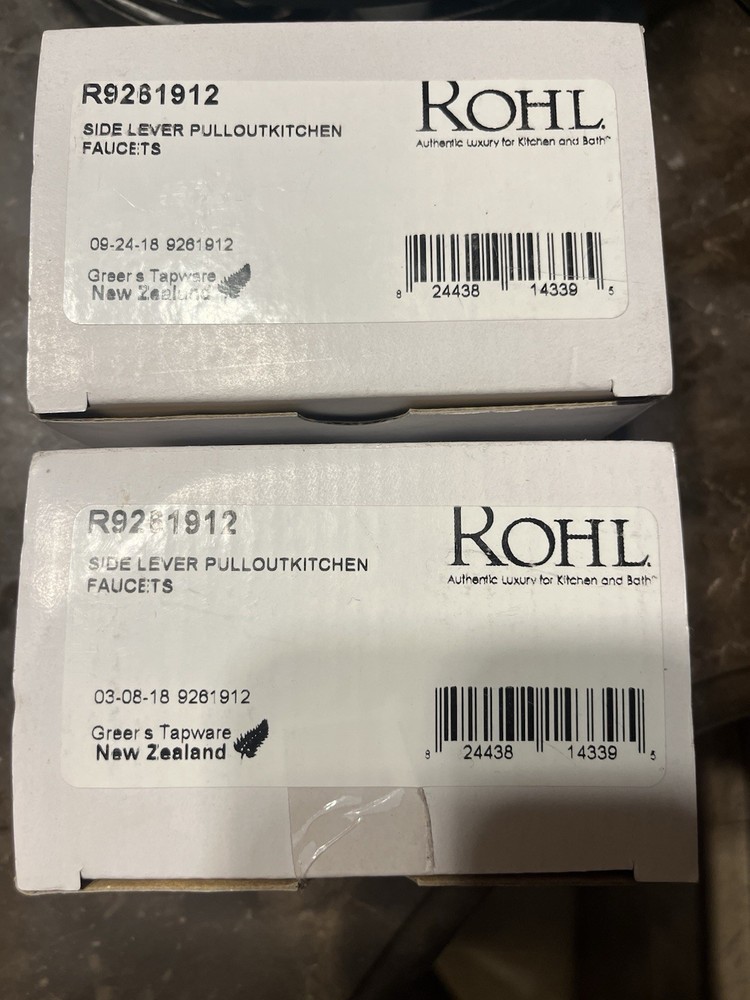 R9261912
ROHL
Authentic Luxury for Kitchen and Bath™
SIDE LEVER PULLOUTKITCHEN
FAUCETS
09-24-18 9261912
Greer s Tapware
New Zealand
8 24438 14339 5
R9261912
ROHL
Authentic Luxury for Kitchen and Bath™
SIDE LEVER PULLOUTKITCHEN
FAUCETS
03-08-18 9261912
Greer s Tapware
New Zealand
8 24438 14339 5